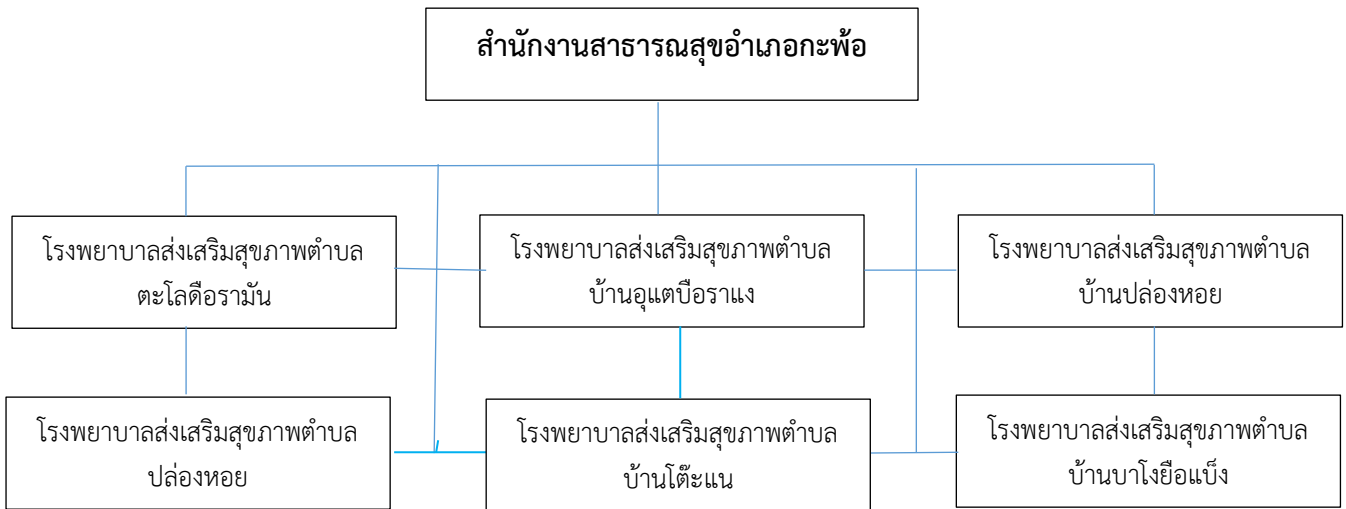 สำนักงานสาธารณสุขอำเภอกะพ้อ
โรงพยาบาลส่งเสริมสุขภาพตำบล
ตะโลดือรามัน
โรงพยาบาลส่งเสริมสุขภาพตำบล
บ้านอุแตบือราแง
โรงพยาบาลส่งเสริมสุขภาพตำบล
บ้านปล่องหอย
โรงพยาบาลส่งเสริมสุขภาพตำบล
ปล่องหอย
โรงพยาบาลส่งเสริมสุขภาพตำบล
บ้านโต๊ะแน
โรงพยาบาลส่งเสริมสุขภาพตำบล
บ้านบาโงยือแบ็ง